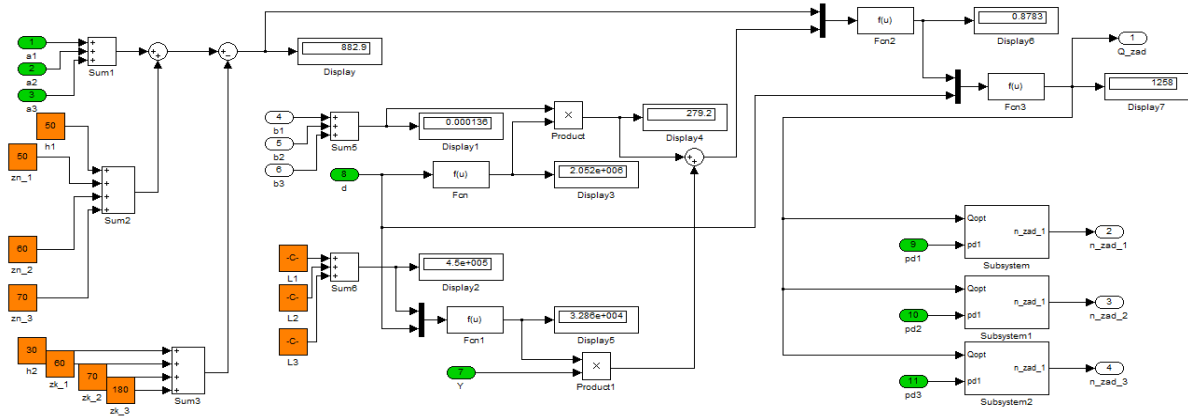 1
a1
2
a2
3
a3
+
+
+
Sum1
+
+
+
−
882.9
Display
50
h1
50
zn_1
60
zn_2
70
zn_3
+
+
+
+
Sum2
30
h2
60
zk_1
70
zk_2
180
zk_3
+
+
+
+
Sum3
4
b1
5
b2
6
b3
+
+
+
Sum5
0.000136
Display1
×
Product
279.2
Display4
8
d
f(u)
Fcn
2.052e+006
Display3
+
+
-C-
L1
-C-
L2
-C-
L3
+
+
+
Sum6
4.5e+005
Display2
f(u)
Fcn1
3.286e+004
Display5
7
Y
×
Product1
f(u)
Fcn2
0.8783
Display6
f(u)
Fcn3
1
Q_zad
1258
Display7
Qopt
pd1
n_zad_1
Subsystem
9
pd1
2
n_zad_1
Qopt
pd1
n_zad_1
Subsystem1
10
pd2
3
n_zad_2
Qopt
pd1
n_zad_1
Subsystem2
11
pd3
4
n_zad_3